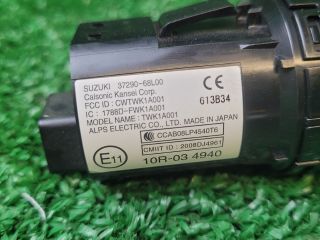 SUZUKI 37290-68L00
Calsonic Kansei Corp.
FCC ID : CWTWK1A001
IC : 1788D-FWK1A001
MODEL NAME : TWK1A001
ALPS ELECTRIC CO., LTD. MADE IN JAPAN
CE
613B34
CCAB08LP4540T6
CMIIT ID : 2008DJ4961
E11
10R-03 4940